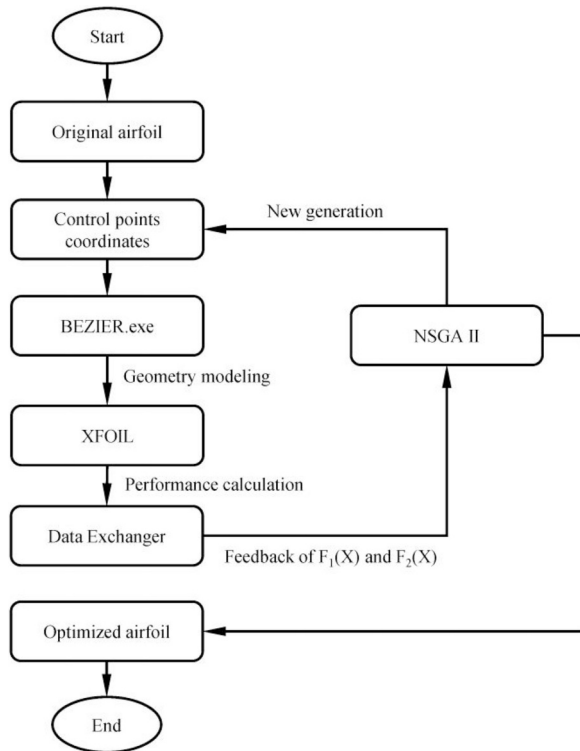 Start
Original airfoil
New generation
Control points
coordinates
BEZIER.exe
NSGA II
Geometry modeling
XFOIL
Performance calculation
Data Exchanger
Feedback of F₁(X) and F₂(X)
Optimized airfoil
End